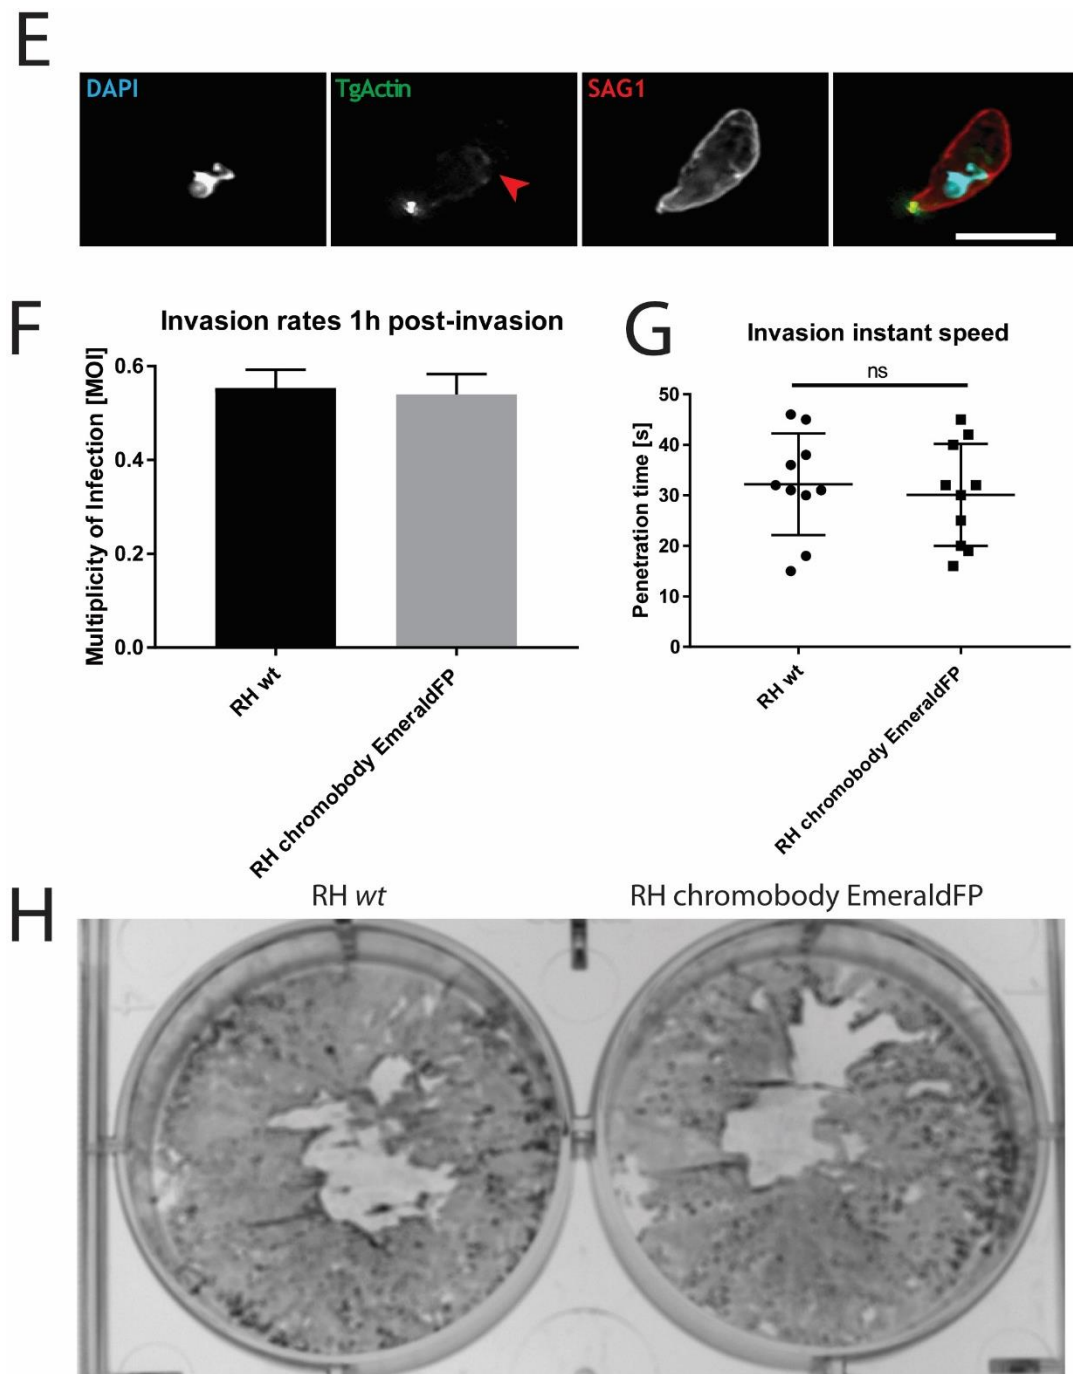 E
DAPI
TgActin
SAG1
F
Invasion rates 1h post-invasion
Multiplicity of Infection [MOI]
0.6
0.4
0.2
0.0
RH wt
RH chromobody EmeraldFP
G
Invasion instant speed
ns
Penetration time [s]
50
40
30
20
10
0
RH wt
RH chromobody EmeraldFP
H
RH wt
RH chromobody EmeraldFP